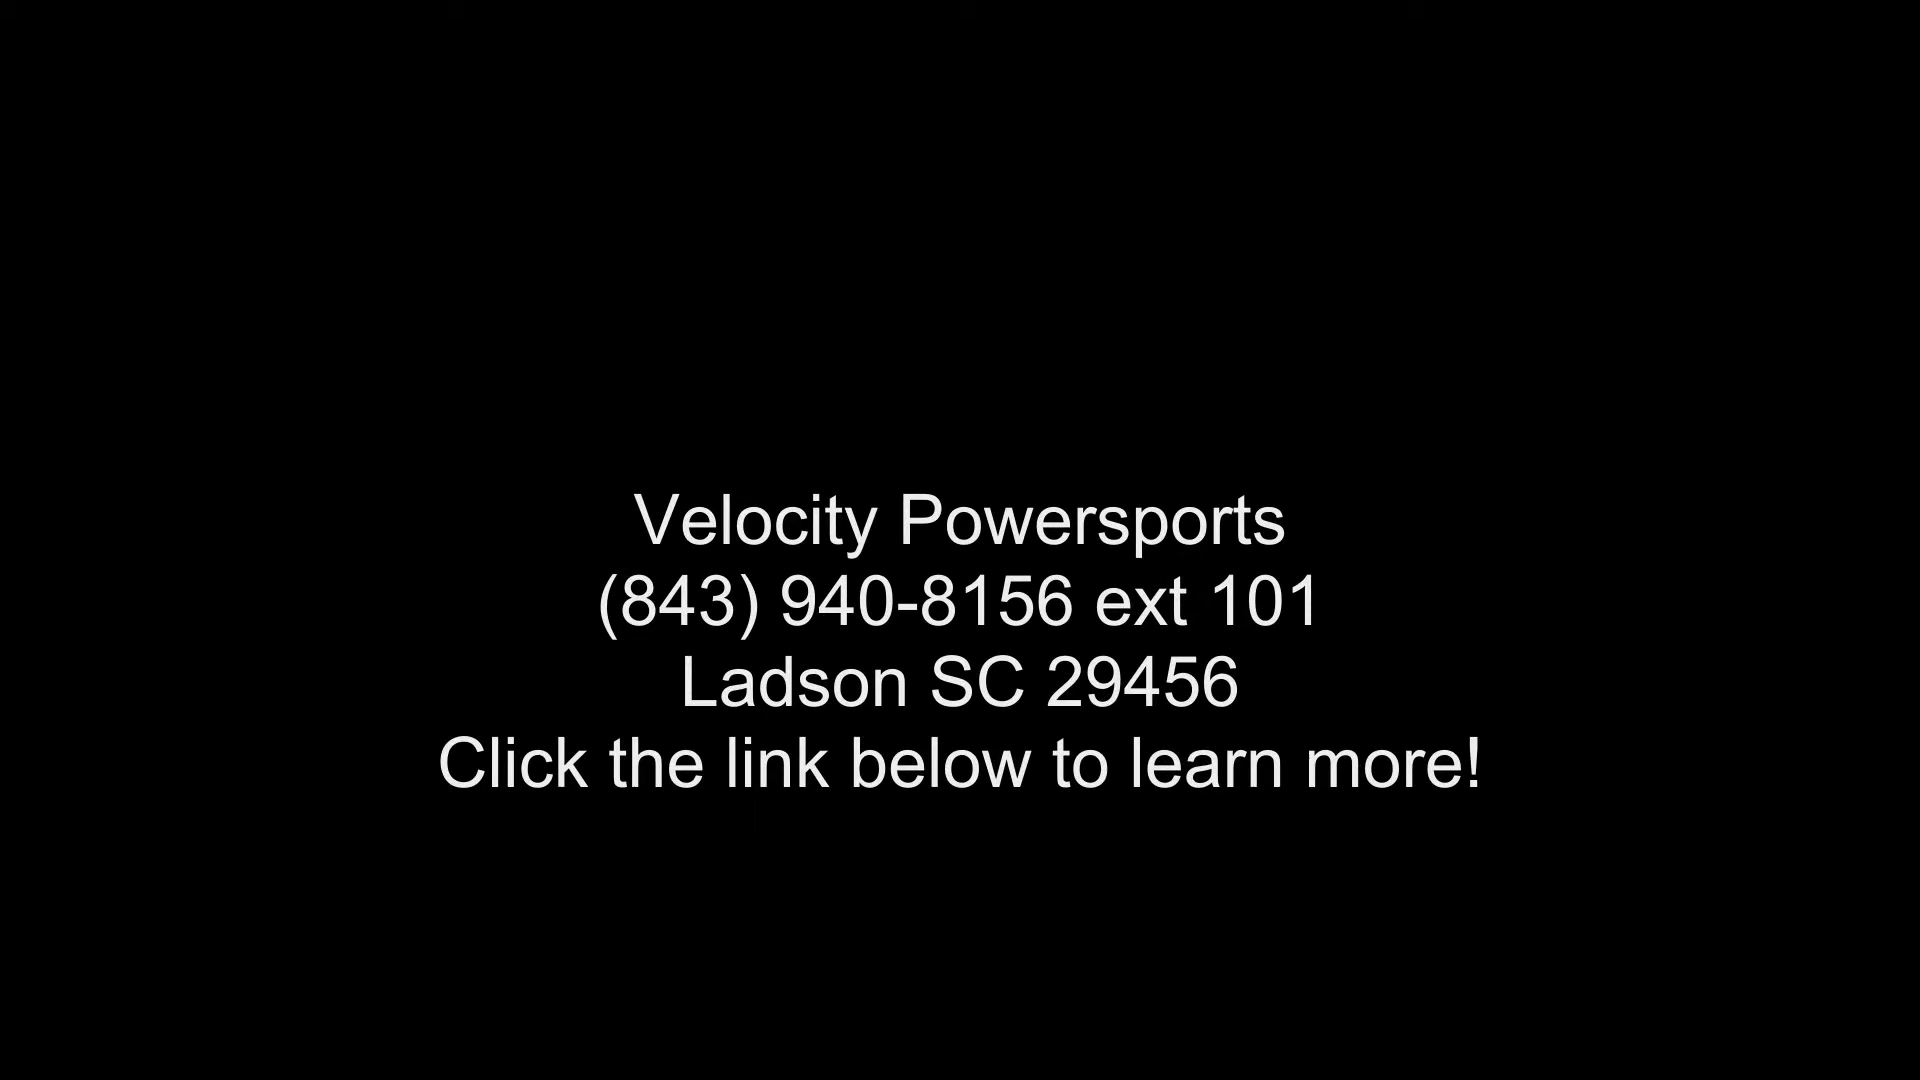 Velocity Powersports
(843) 940-8156 ext 101
Ladson SC 29456
Click the link below to learn more!